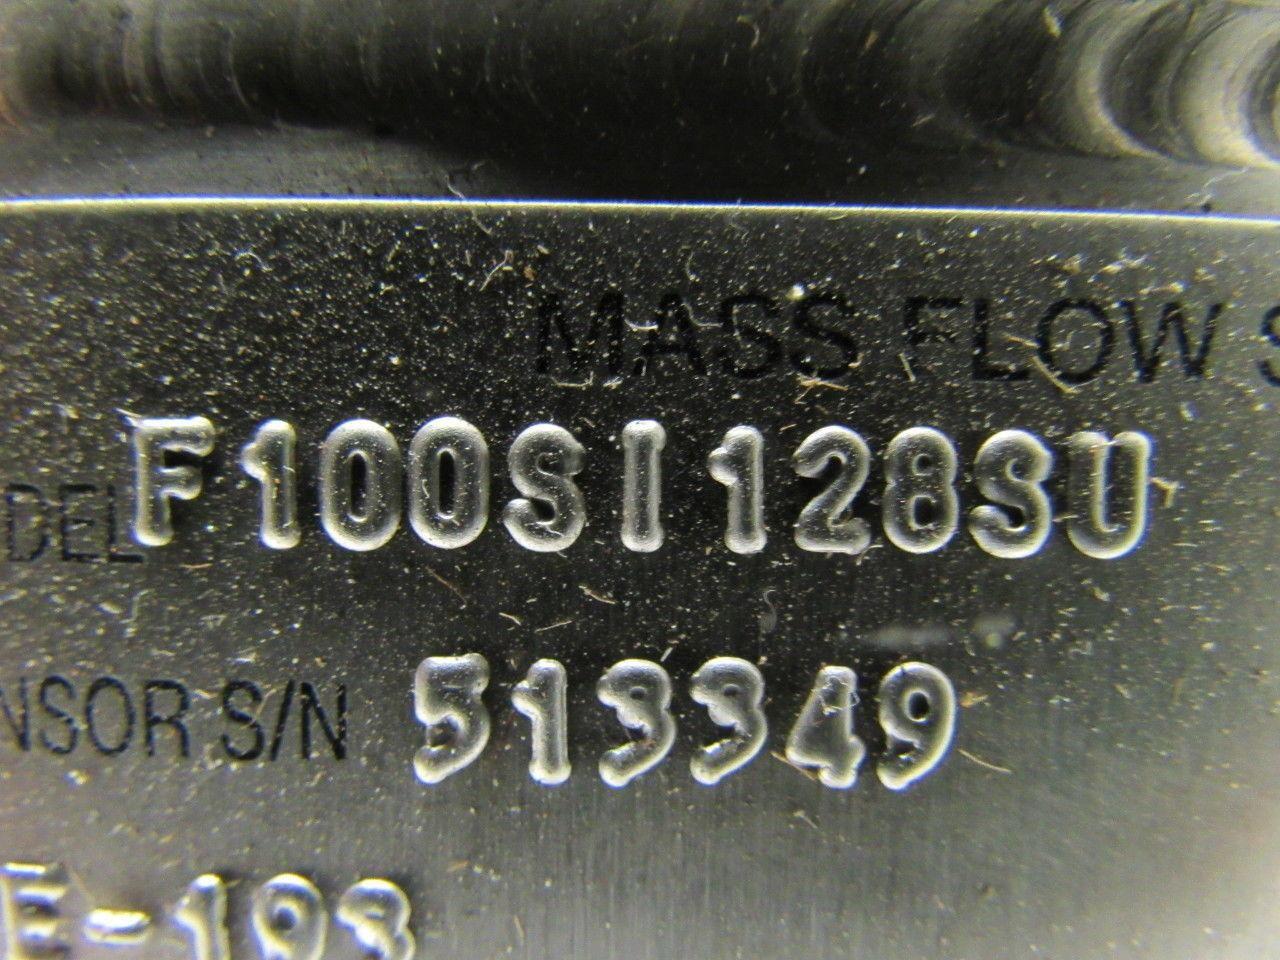 MASS FLOW S
DEL F100SI128SU
NSOR S/N 513349